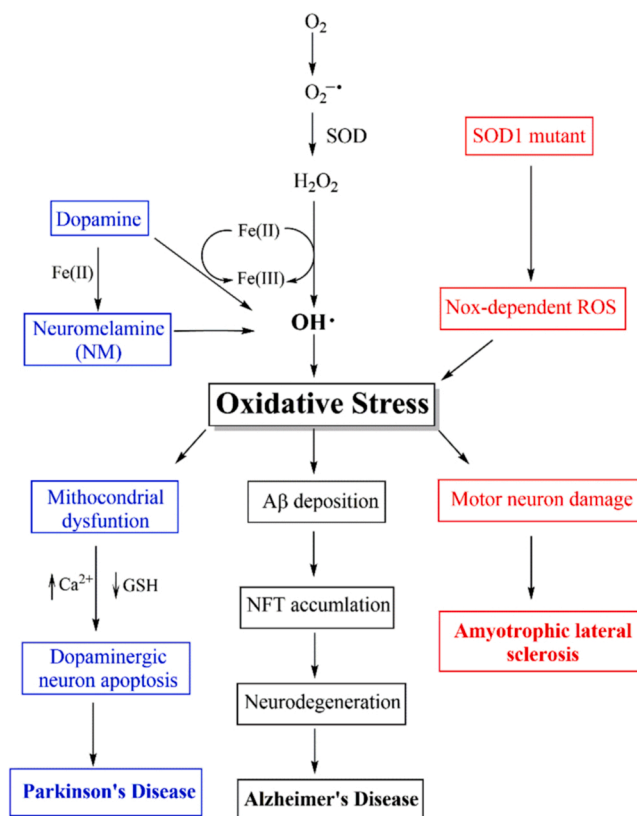 O₂
O₂⁻•
SOD
SOD1 mutant
H₂O₂
Dopamine
Fe(II)
Fe(II)
Fe(III)
Nox-dependent ROS
Neuromelamine
(NM)
OH•
Oxidative Stress
Mithocondrial
dysfuntion
Aβ deposition
Motor neuron damage
Ca²⁺
GSH
NFT accumlation
Amyotrophic lateral
sclerosis
Dopaminergic
neuron apoptosis
Neurodegeneration
Parkinson's Disease
Alzheimer's Disease